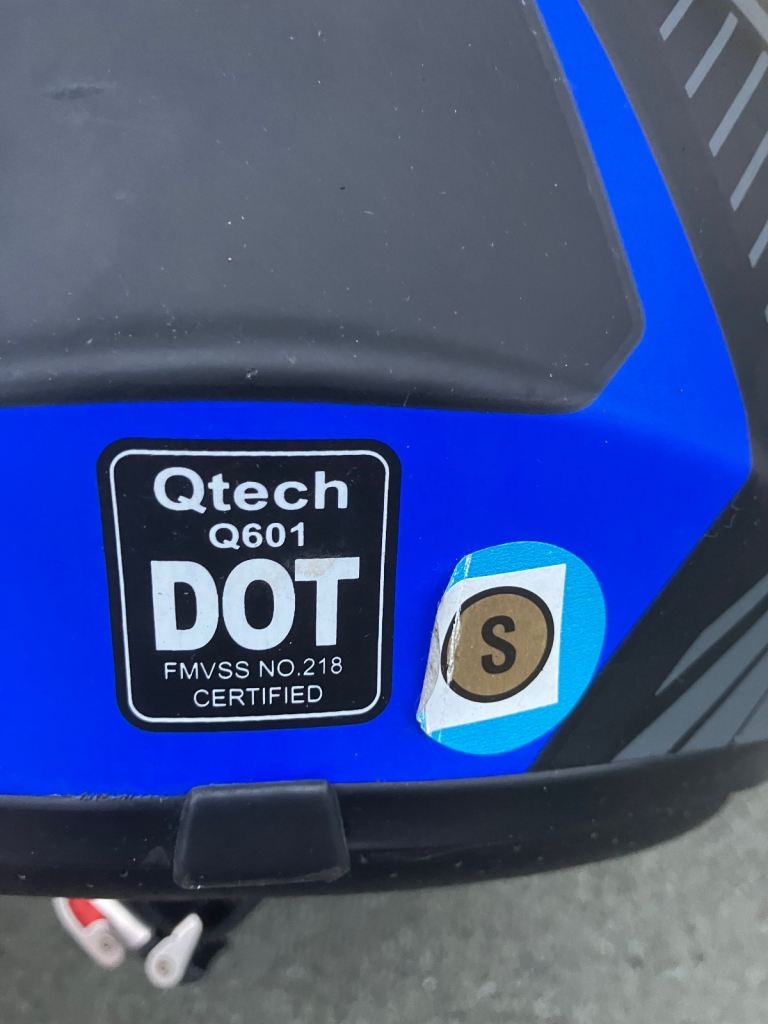 Qtech
Q601
DOT
FMVSS NO.218
CERTIFIED
S